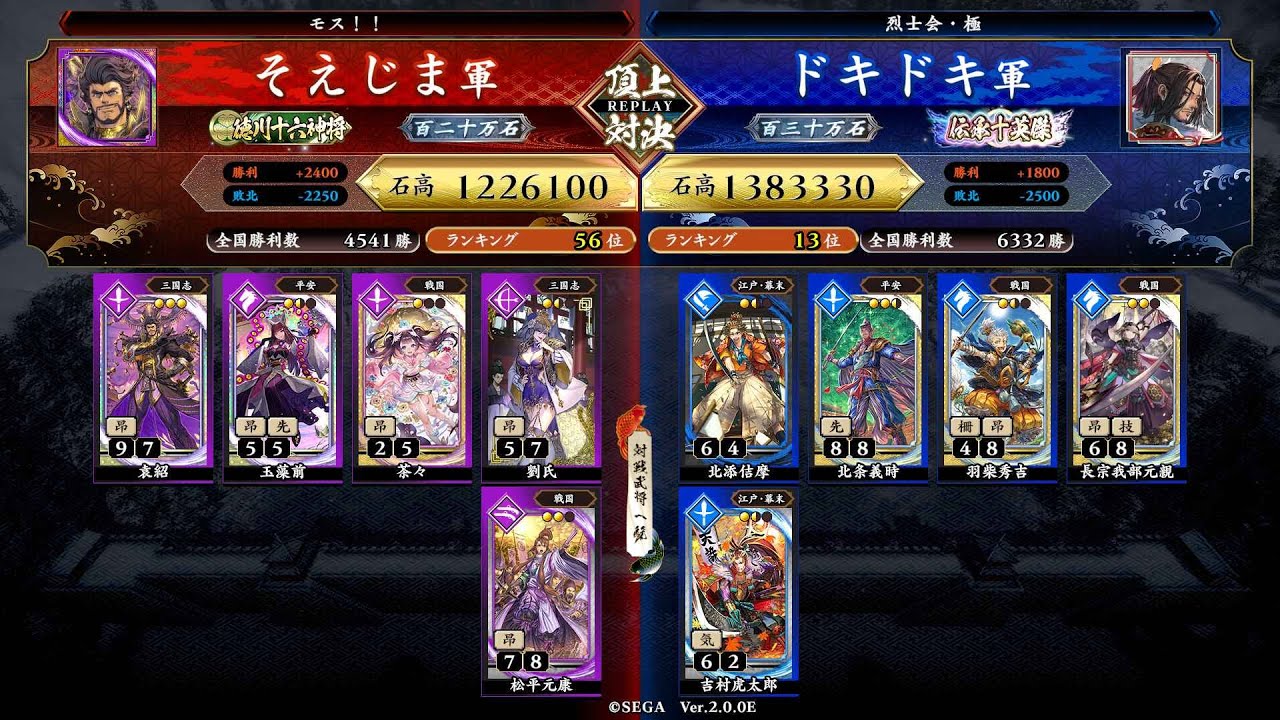 モス！！
烈士会・極
そえじま軍
頂上
REPLAY
対決
ドキドキ軍
徳川十六神将
百二十万石
百三十万石
伝承十英傑
勝利 +2400
敗北 -2250
石高 1226100
石高 1383330
勝利 +1800
敗北 -2500
全国勝利数 4541勝
ランキング 56位
ランキング 13位
全国勝利数 6332勝
三国志
平安
戦国
三国志
江戸・幕末
平安
戦国
戦国
昴
昴 先
昴
昴
先
柵 昴
昴 技
9 7
5 5
2 5
5 7
6 4
8 8
4 8
6 8
袁紹
玉藻前
茶々
劉氏
北添佶摩
北条義時
羽柴秀吉
長宗我部元親
対戦武将一覧
戦国
江戸・幕末
昴
気
7 8
6 2
松平元康
吉村虎太郎
©SEGA Ver.2.0.0E